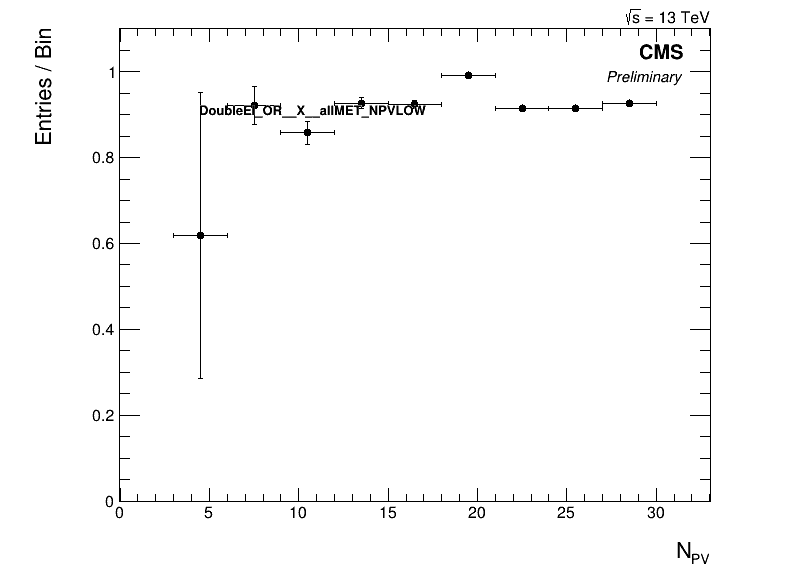 √s = 13 TeV
Entries / Bin
CMS
Preliminary
1
DoubleEl_OR__X__allMET_NPVLOW
0.8
0.6
0.4
0.2
0
0 5 10 15 20 25 30
N_PV